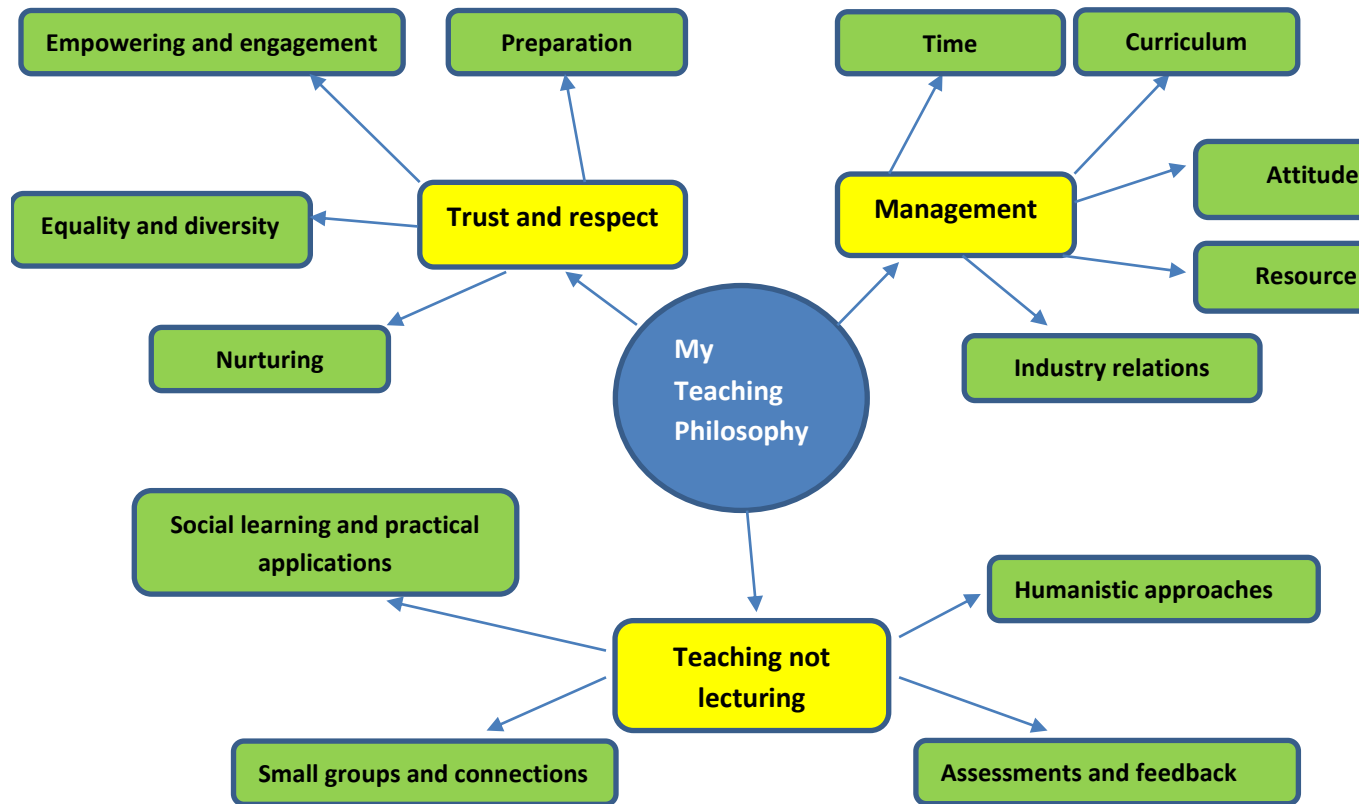 Empowering and engagement
Preparation
Time
Curriculum
Trust and respect
Management
Attitude
Equality and diversity
Resource
Nurturing
My
Teaching
Philosophy
Industry relations
Social learning and practical
applications
Humanistic approaches
Teaching not
lecturing
Small groups and connections
Assessments and feedback